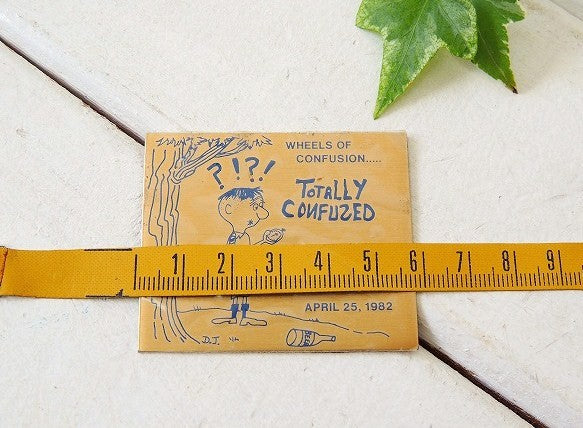 WHEELS OF
CONFUSION.....
? ! ? !
TOTALLY
CONFUZED
1 2 3 4 5 6 7 8 9
APRIL 25, 1982
D.J.